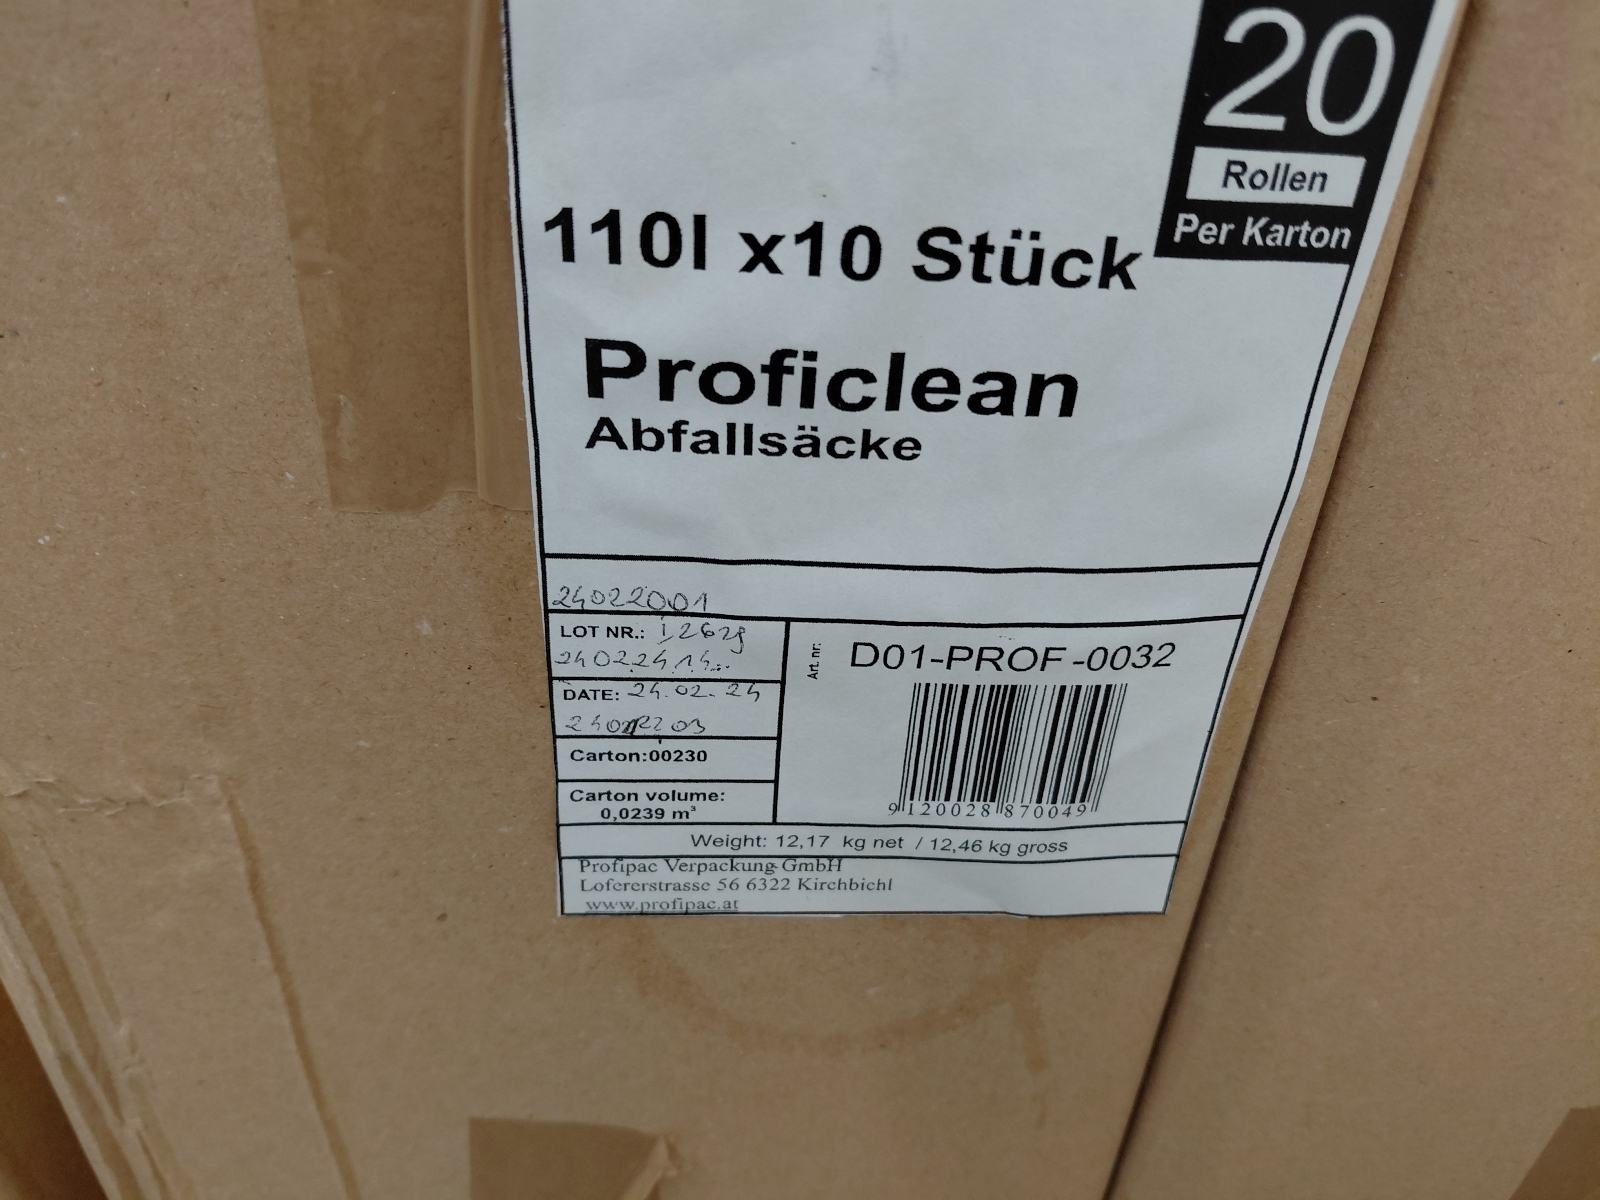 20
Rollen
Per Karton
110l x10 Stück
Proficlean
Abfallsäcke
24022001
LOT NR.:
DATE: 24.02.24
Carton:00230
Carton volume:
0,0239 m³
Art. nr:
D01-PROF-0032
9120028870049
Weight: 12,17 kg net / 12,46 kg gross
Profipac Verpackung GmbH
Lofererstrasse 56 6322 Kirchbichl
www.profipac.at